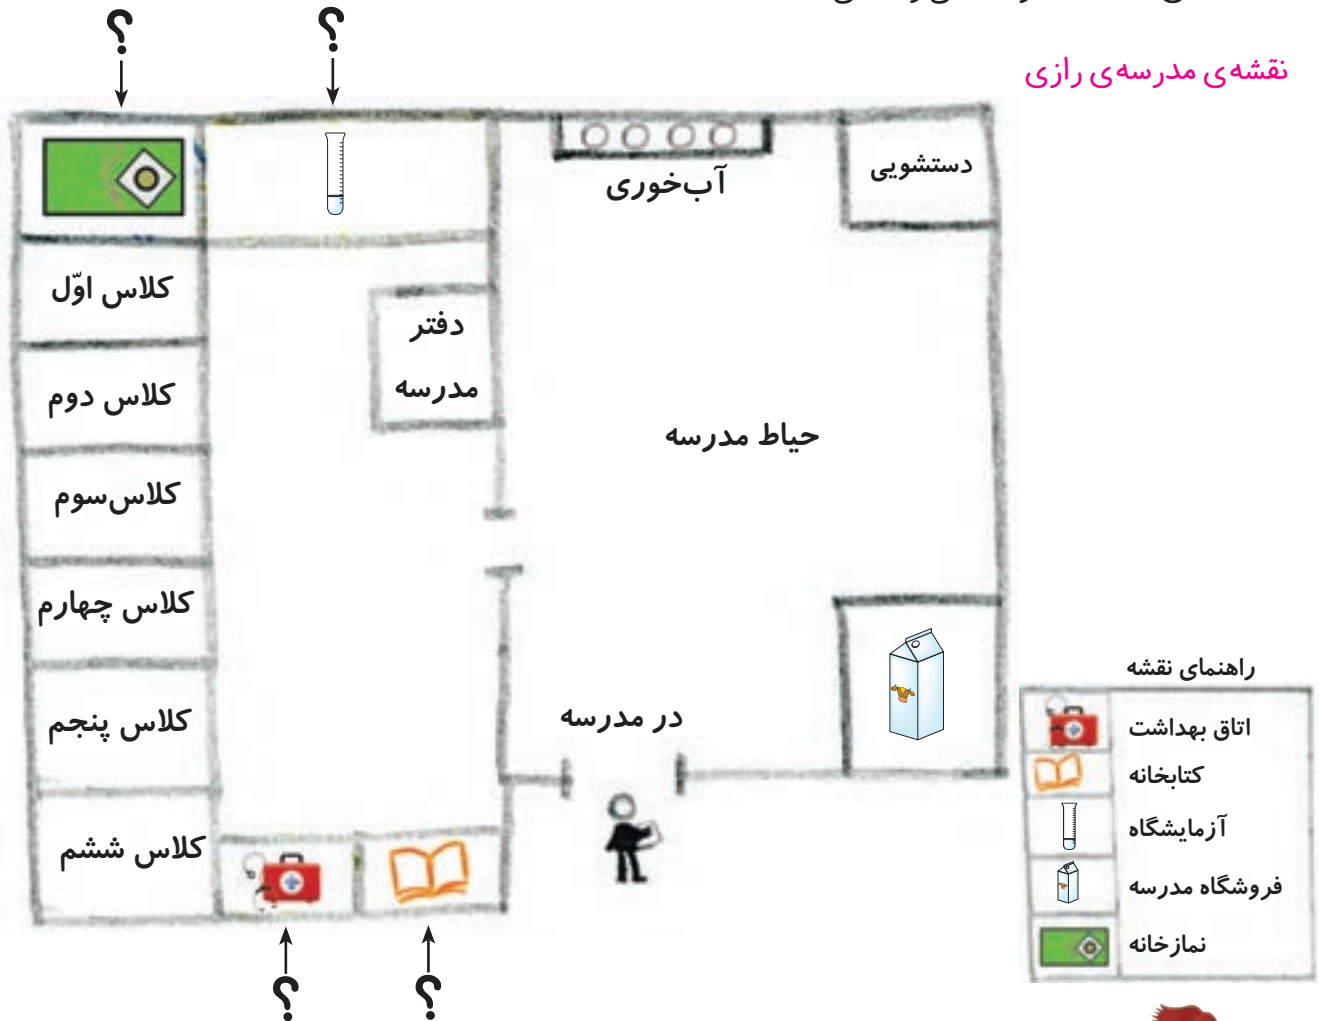 نقشه‌ی مدرسه‌ی رازی
؟
؟
دستشویی
آب‌خوری
کلاس اوّل
دفتر
مدرسه
کلاس دوم
حیاط مدرسه
کلاس سوم
کلاس چهارم
در مدرسه
کلاس پنجم
کلاس ششم
؟
؟
راهنمای نقشه
اتاق بهداشت
کتابخانه
آزمایشگاه
فروشگاه مدرسه
نمازخانه